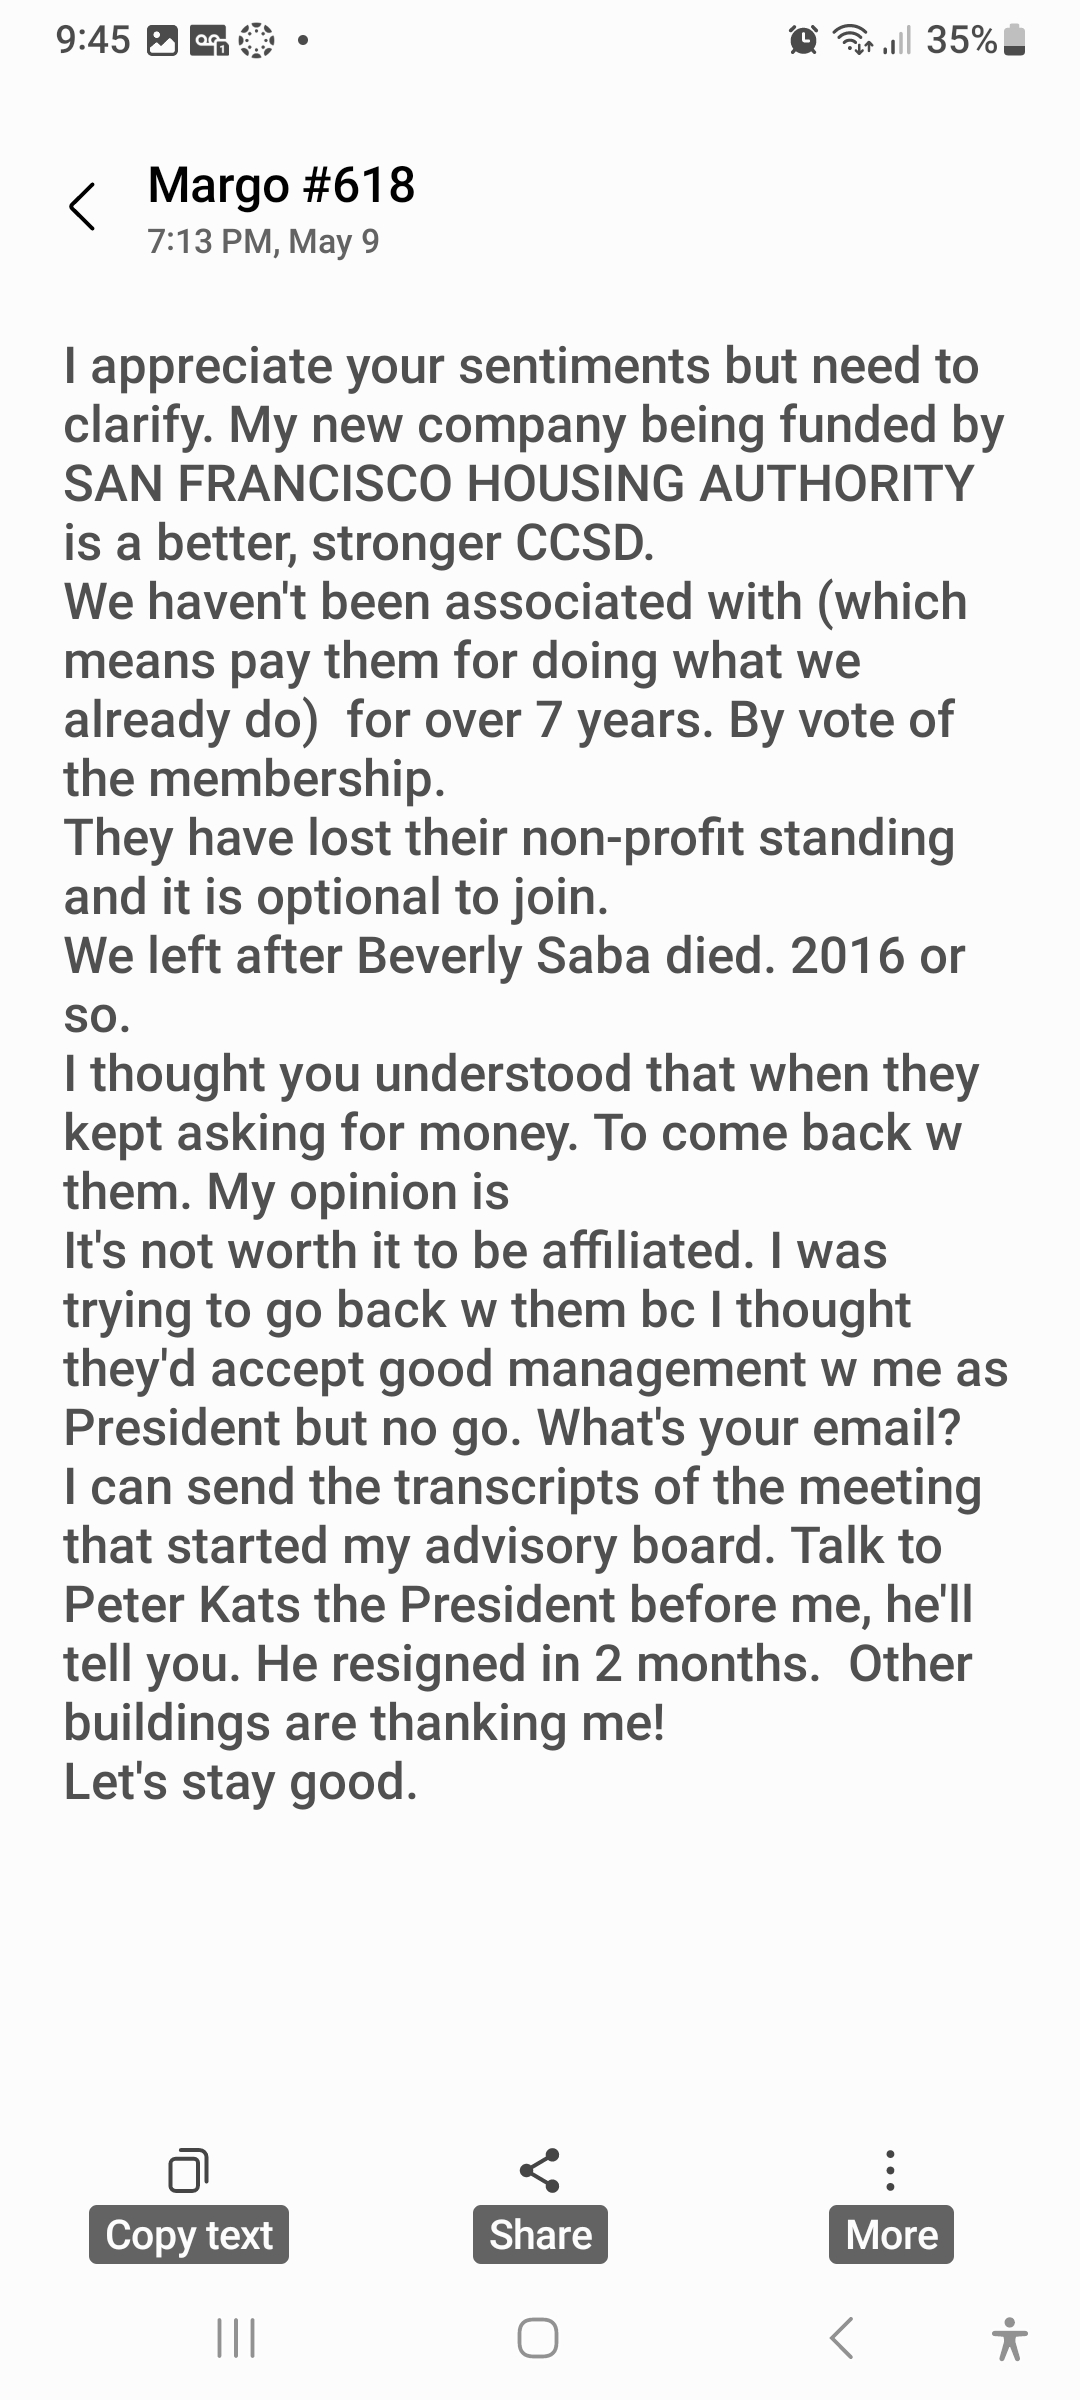 9:45
35%
Margo #618
7:13 PM, May 9
I appreciate your sentiments but need to
clarify. My new company being funded by
SAN FRANCISCO HOUSING AUTHORITY
is a better, stronger CCSD.
We haven't been associated with (which
means pay them for doing what we
already do)  for over 7 years. By vote of
the membership.
They have lost their non-profit standing
and it is optional to join.
We left after Beverly Saba died. 2016 or
so.
I thought you understood that when they
kept asking for money. To come back w
them. My opinion is
It's not worth it to be affiliated. I was
trying to go back w them bc I thought
they'd accept good management w me as
President but no go. What's your email?
I can send the transcripts of the meeting
that started my advisory board. Talk to
Peter Kats the President before me, he'll
tell you. He resigned in 2 months.  Other
buildings are thanking me!
Let's stay good.
Copy text
Share
More